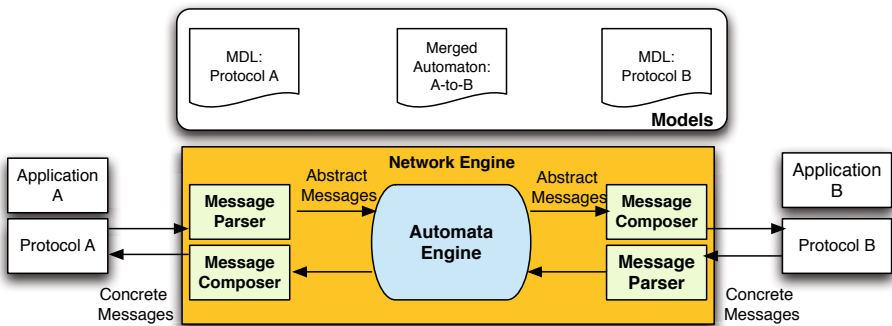 MDL:
Protocol A
Merged
Automaton:
A-to-B
MDL:
Protocol B
Models
Network Engine
Application
A
Protocol A
Concrete
Messages
Message
Parser
Message
Composer
Abstract
Messages
Automata
Engine
Abstract
Messages
Message
Composer
Message
Parser
Application
B
Protocol B
Concrete
Messages